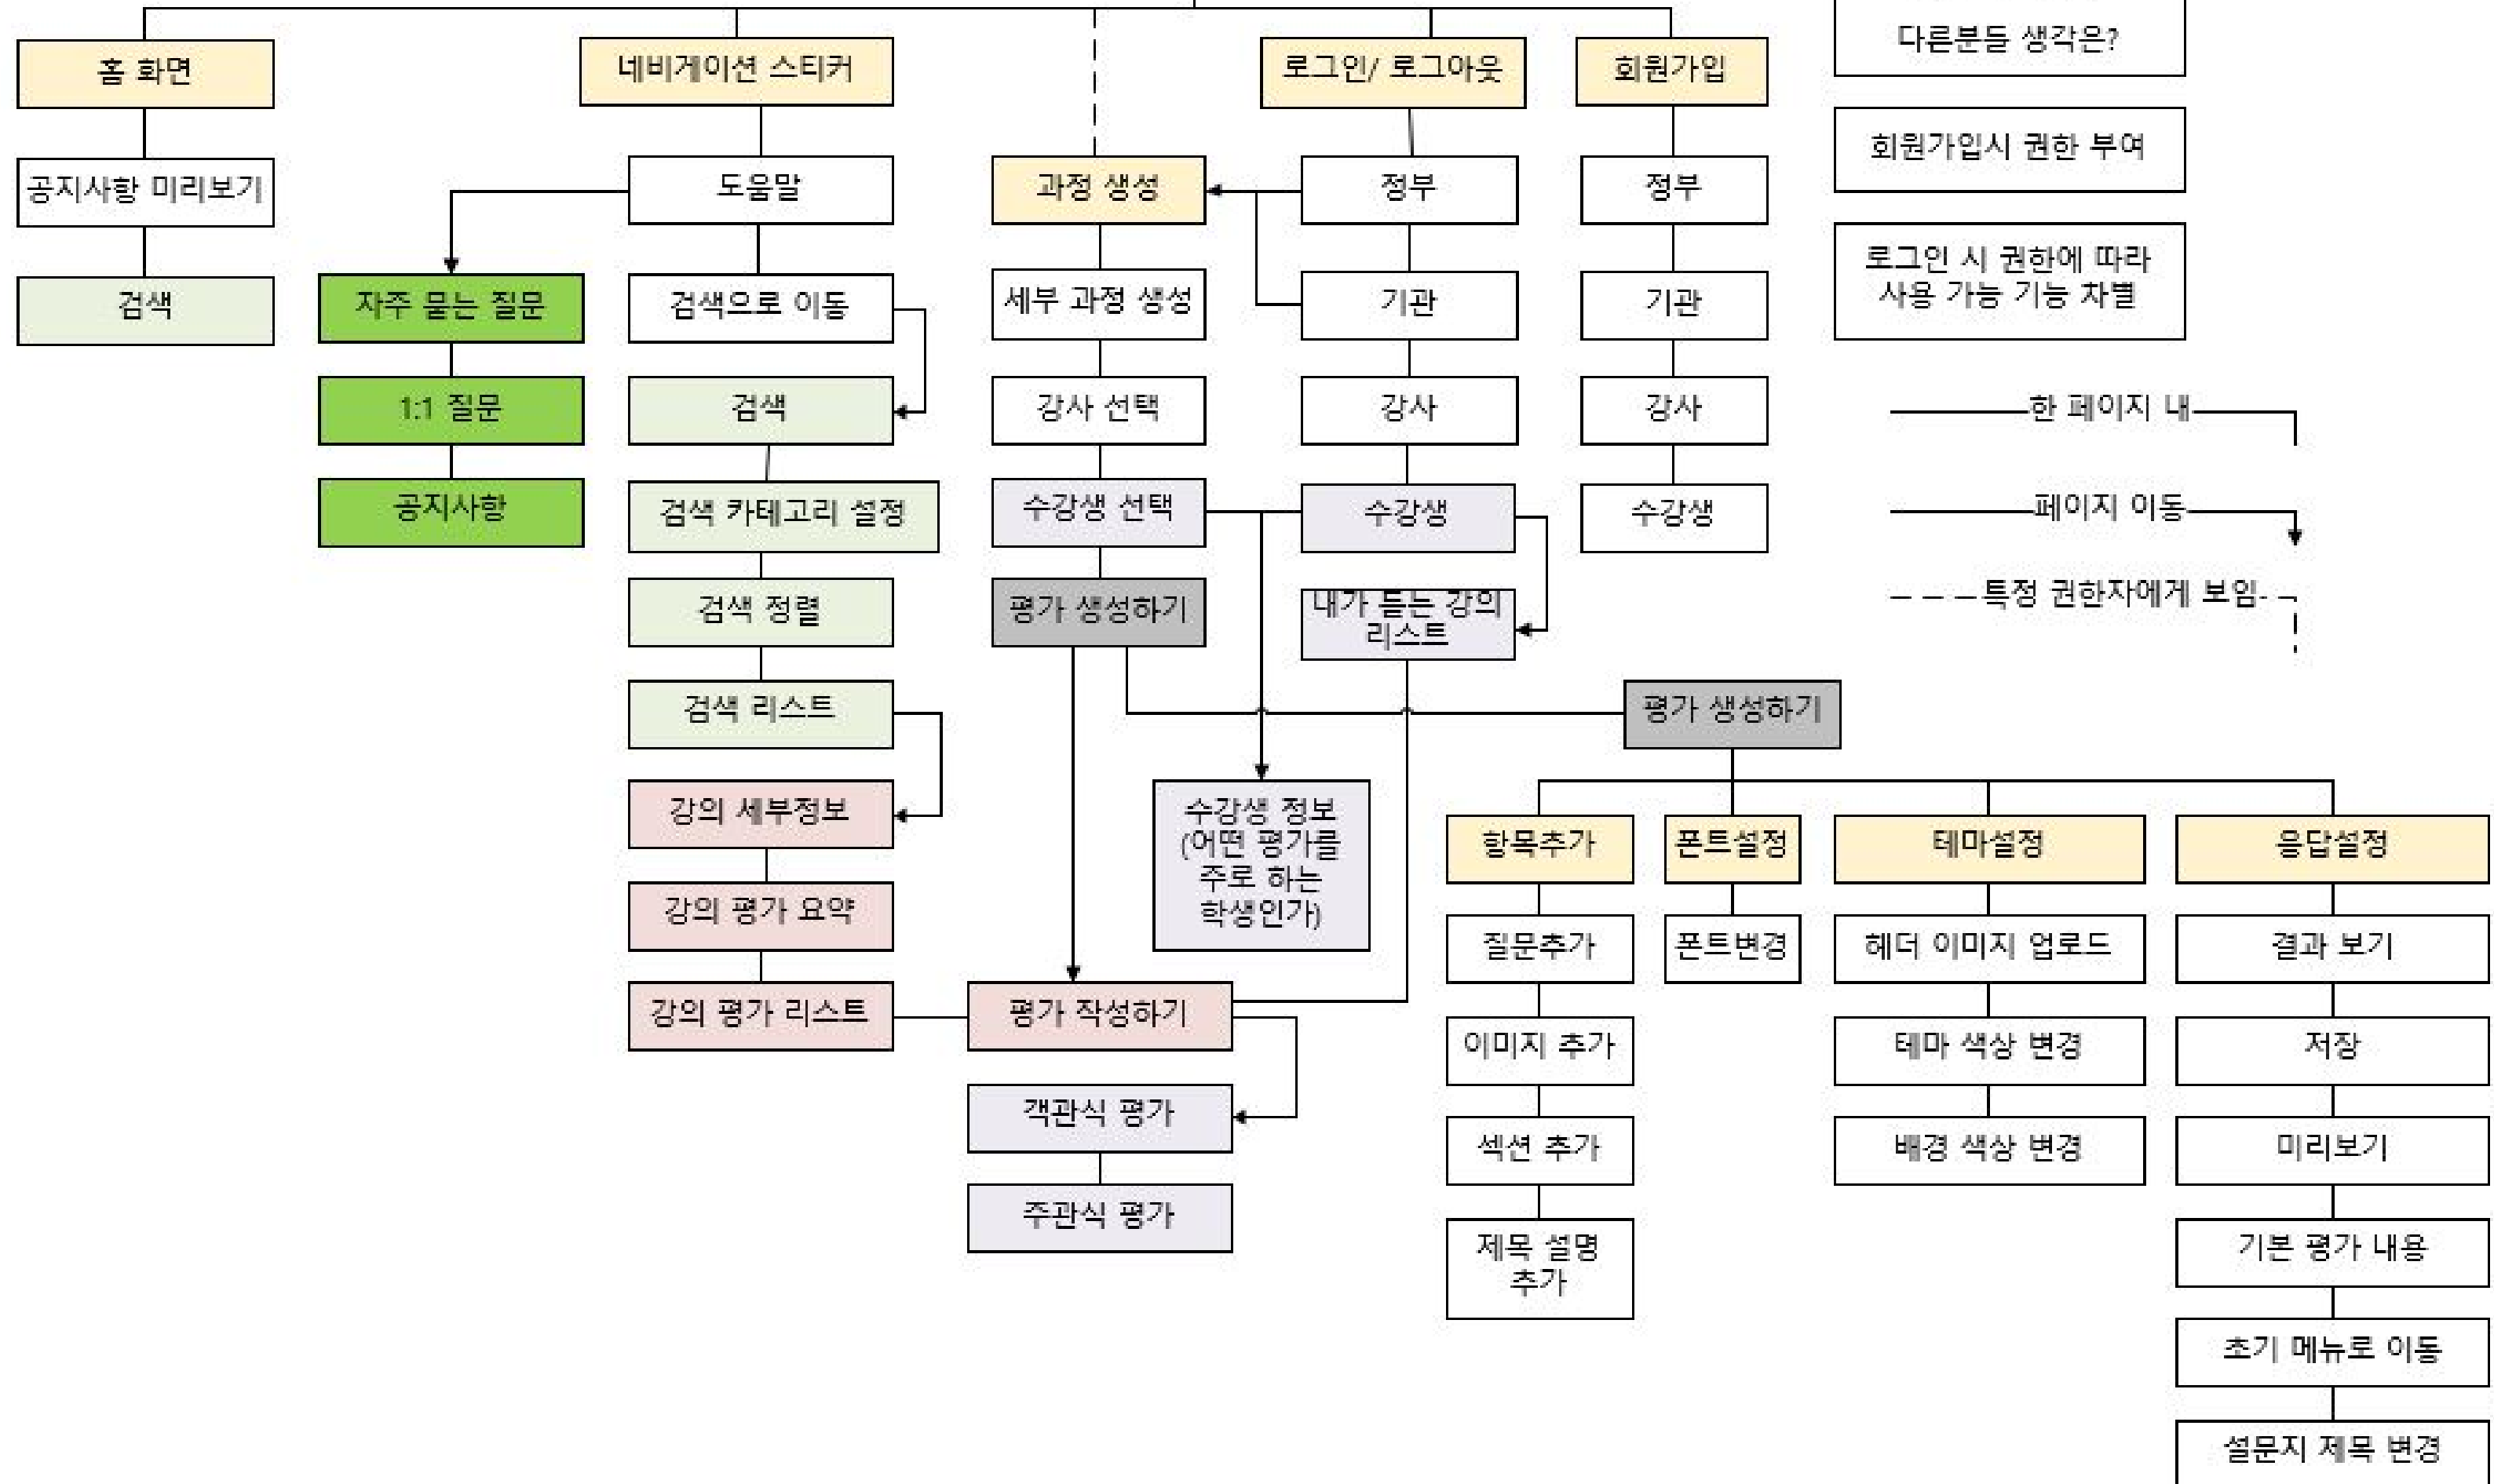 홈 화면
공지사항 미리보기
검색
네비게이션 스티커
도움말
자주 묻는 질문
1:1 질문
공지사항
검색으로 이동
검색
검색 카테고리 설정
검색 정렬
검색 리스트
강의 세부정보
강의 평가 요약
강의 평가 리스트
과정 생성
세부 과정 생성
강사 선택
수강생 선택
평가 생성하기
로그인/ 로그아웃
정부
기관
강사
수강생
내가 듣는 강의
리스트
회원가입
정부
기관
강사
수강생
수강생 정보
(어떤 평가를
주로 하는
학생인가)
평가 작성하기
객관식 평가
주관식 평가
다른분들 생각은?
회원가입시 권한 부여
로그인 시 권한에 따라
사용 가능 기능 차별
한 페이지 내
페이지 이동
특정 권한자에게 보임
평가 생성하기
항목추가
질문추가
이미지 추가
섹션 추가
제목 설명
추가
폰트설정
폰트변경
테마설정
헤더 이미지 업로드
테마 색상 변경
배경 색상 변경
응답설정
결과 보기
저장
미리보기
기본 평가 내용
초기 메뉴로 이동
설문지 제목 변경